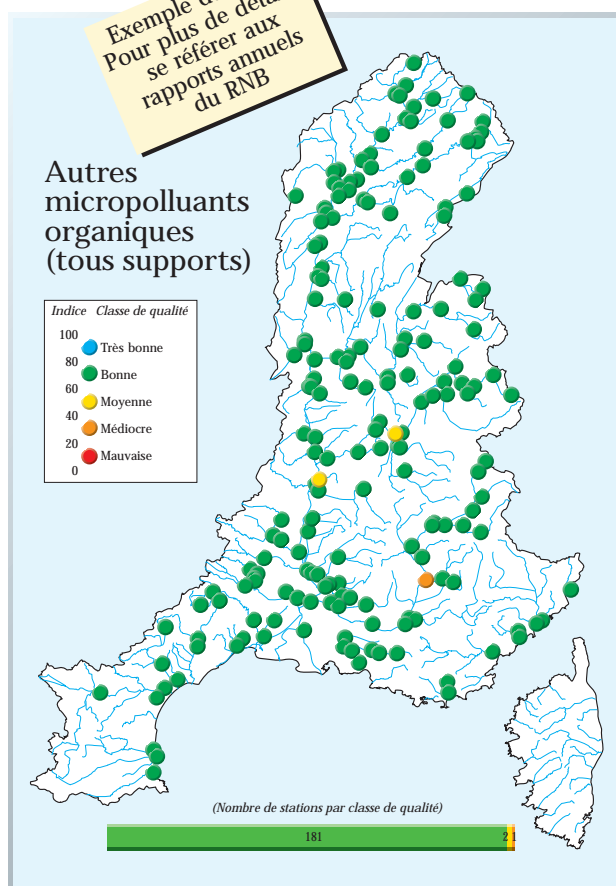 Exemple d
Pour plus de déta
se référer aux
rapports annuels
du RNB
Autres
micropolluants
organiques
(tous supports)
Indice Classe de qualité
100
Très bonne
80
Bonne
60
Moyenne
40
Médiocre
20
Mauvaise
0
(Nombre de stations par classe de qualité)
181 2 1